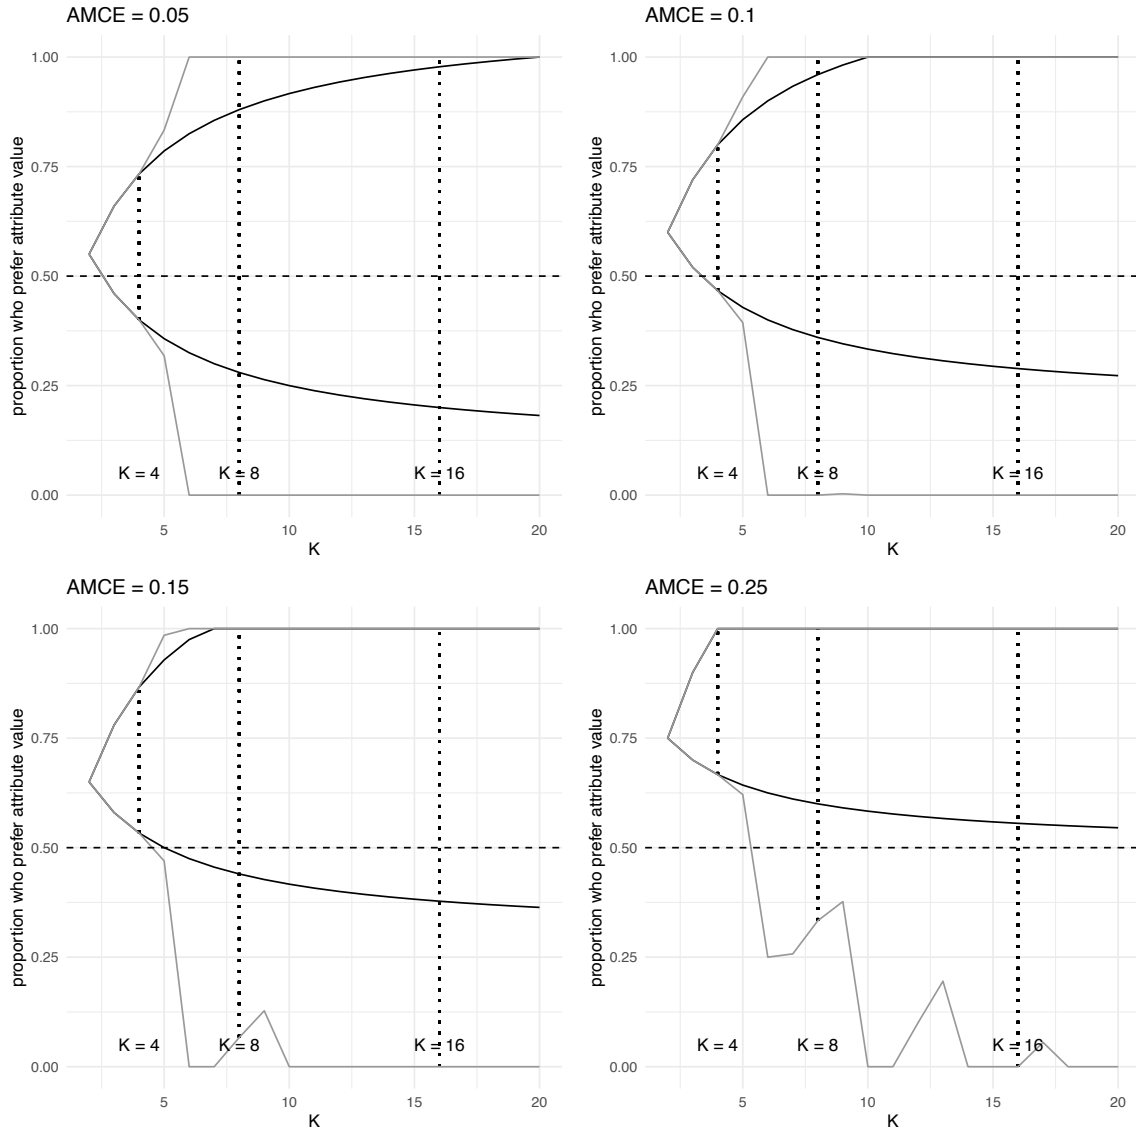 AMCE = 0.05
proportion who prefer attribute value
1.00
0.75
0.50
0.25
0.00
K = 4
K = 8
K = 16
5
10
15
20
K
AMCE = 0.1
proportion who prefer attribute value
1.00
0.75
0.50
0.25
0.00
K = 4
K = 8
K = 16
5
10
15
20
K
AMCE = 0.15
proportion who prefer attribute value
1.00
0.75
0.50
0.25
0.00
K = 4
K = 8
K = 16
5
10
15
20
K
AMCE = 0.25
proportion who prefer attribute value
1.00
0.75
0.50
0.25
0.00
K = 4
K = 8
K = 16
5
10
15
20
K